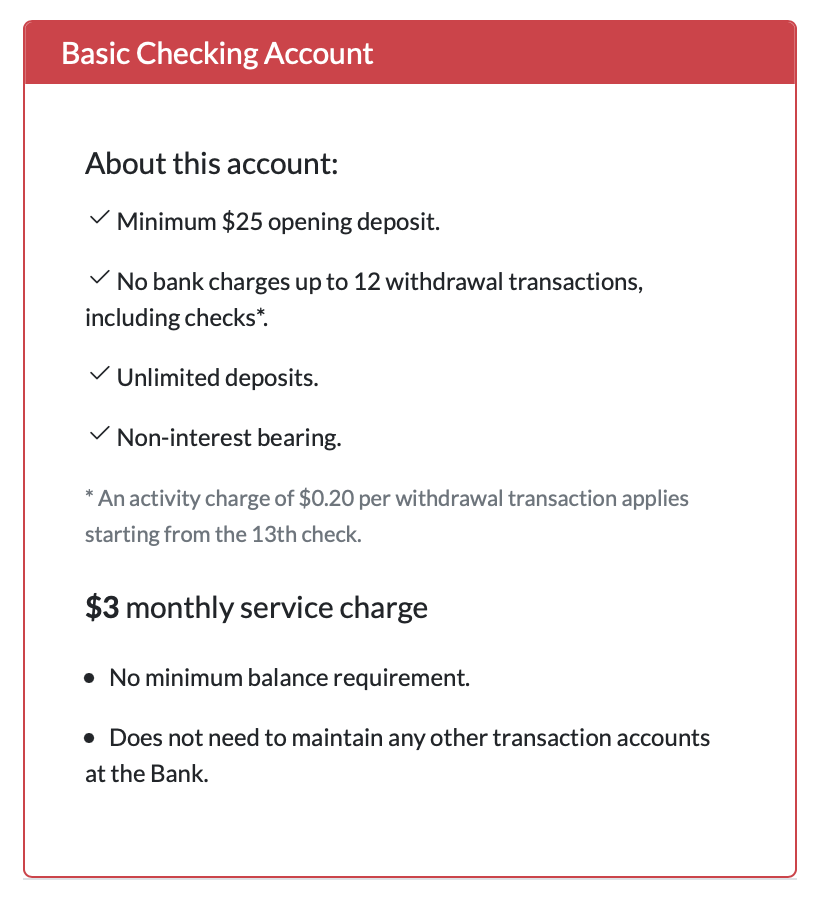 Basic Checking Account
About this account:
✓ Minimum $25 opening deposit.
✓ No bank charges up to 12 withdrawal transactions,
including checks*.
✓ Unlimited deposits.
✓ Non-interest bearing.
* An activity charge of $0.20 per withdrawal transaction applies
starting from the 13th check.
$3 monthly service charge
• No minimum balance requirement.
• Does not need to maintain any other transaction accounts
at the Bank.